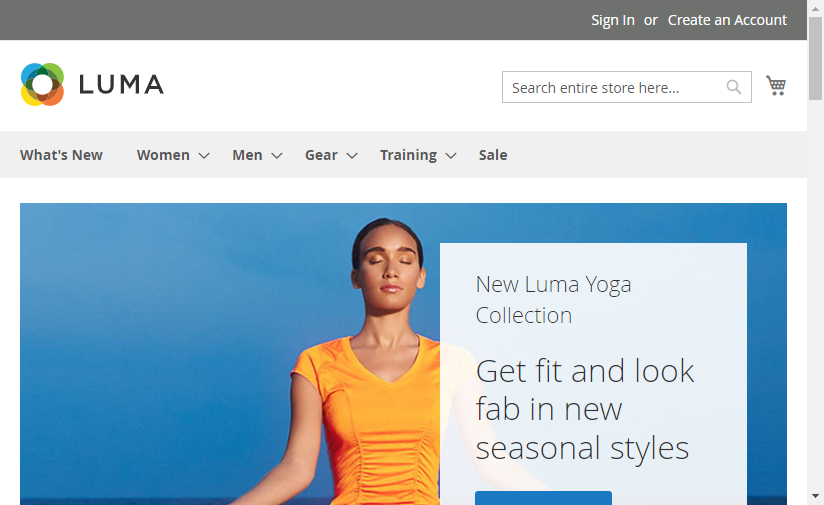 Sign In or Create an Account
LUMA
Search entire store here...
What's New Women Men Gear Training Sale
New Luma Yoga
Collection
Get fit and look
fab in new
seasonal styles